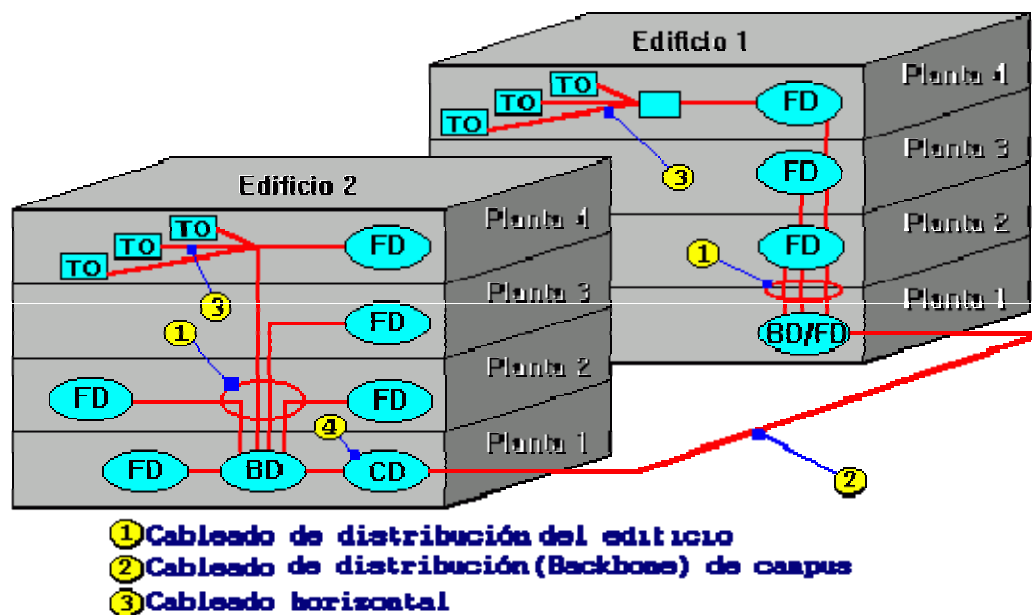 Edificio 1
Planta 4
TO
TO
FD
TO
Planta 3
3
FD
Edificio 2
Planta 4
Planta 2
TO
TO
FD
FD
1
TO
Planta 3
3
Planta 1
1
FD
BD/FD
Planta 2
FD
FD
4
Planta 1
FD
BD
CD
2
1 Cableado de distribución del edificio
2 Cableado de distribución (Backbone) de campus
3 Cableado horizontal